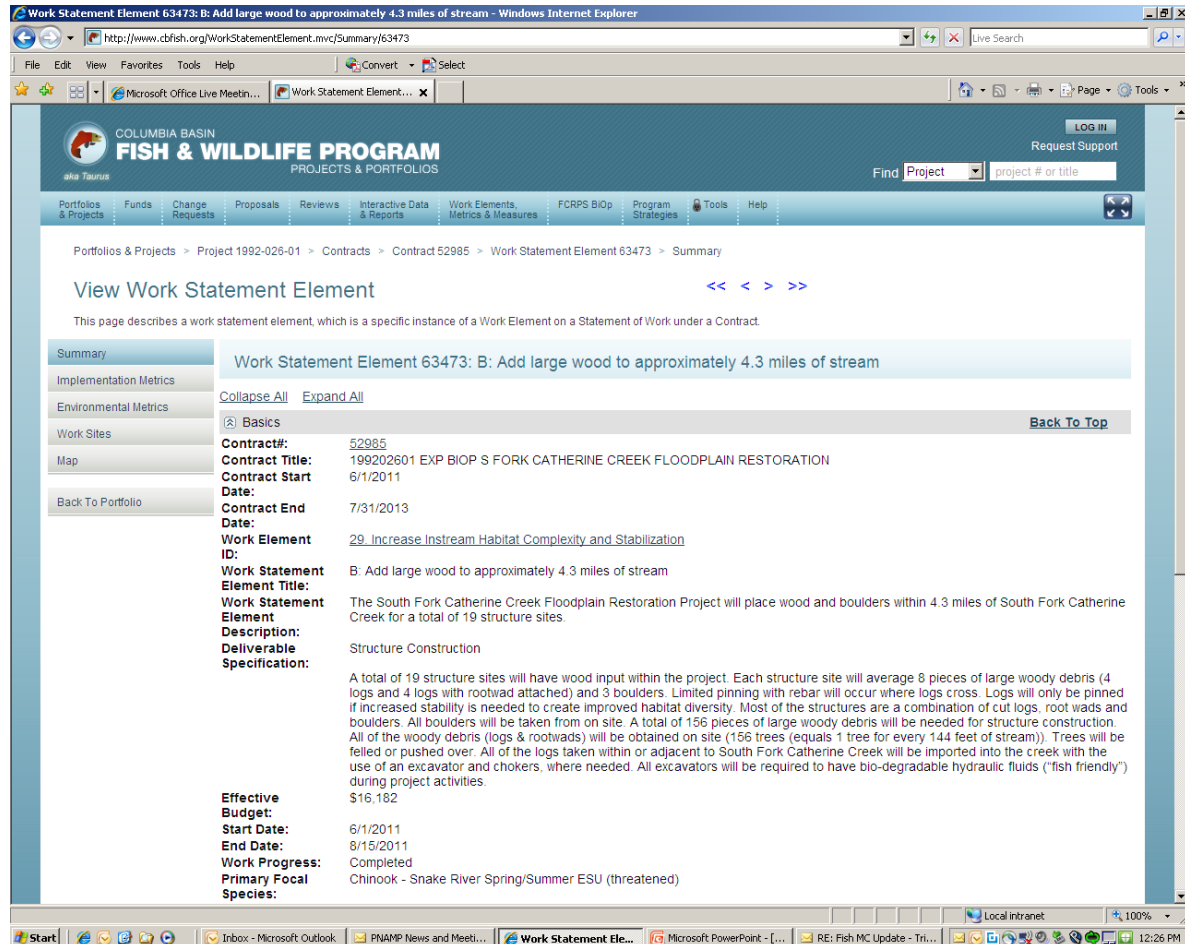 Work Statement Element 63473: B: Add large wood to approximately 4.3 miles of stream - Windows Internet Explorer
http://www.cbfish.org/WorkStatementElement.mvc/Summary/63473
Live Search
File Edit View Favorites Tools Help
Convert Select
Microsoft Office Live Meetin...
Work Statement Element...
Page Tools
COLUMBIA BASIN
FISH & WILDLIFE PROGRAM
PROJECTS & PORTFOLIOS
aka Taurus
LOG IN
Request Support
Find Project project # or title
Portfolios & Projects
Funds
Change Requests
Proposals
Reviews
Interactive Data & Reports
Work Elements, Metrics & Measures
FCRPS BiOp
Program Strategies
Tools
Help
Portfolios & Projects > Project 1992-026-01 > Contracts > Contract 52985 > Work Statement Element 63473 > Summary
View Work Statement Element
<< < > >>
This page describes a work statement element, which is a specific instance of a Work Element on a Statement of Work under a Contract.
Summary
Implementation Metrics
Environmental Metrics
Work Sites
Map
Back To Portfolio
Work Statement Element 63473: B: Add large wood to approximately 4.3 miles of stream
Collapse All Expand All
Basics
Back To Top
Contract#: 52985
Contract Title: 199202601 EXP BIOP S FORK CATHERINE CREEK FLOODPLAIN RESTORATION
Contract Start Date: 6/1/2011
Contract End Date: 7/31/2013
Work Element ID: 29. Increase Instream Habitat Complexity and Stabilization
Work Statement Element Title: B: Add large wood to approximately 4.3 miles of stream
Work Statement Element Description: The South Fork Catherine Creek Floodplain Restoration Project will place wood and boulders within 4.3 miles of South Fork Catherine
Creek for a total of 19 structure sites.
Deliverable Specification: Structure Construction
A total of 19 structure sites will have wood input within the project. Each structure site will average 8 pieces of large woody debris (4
logs and 4 logs with rootwad attached) and 3 boulders. Limited pinning with rebar will occur where logs cross. Logs will only be pinned
if increased stability is needed to create improved habitat diversity. Most of the structures are a combination of cut logs, root wads and
boulders. All boulders will be taken from on site. A total of 156 pieces of large woody debris will be needed for structure construction.
All of the woody debris (logs & rootwads) will be obtained on site (156 trees (equals 1 tree for every 144 feet of stream)). Trees will be
felled or pushed over. All of the logs taken within or adjacent to South Fork Catherine Creek will be imported into the creek with the
use of an excavator and chokers, where needed. All excavators will be required to have bio-degradable hydraulic fluids ("fish friendly")
during project activities.
Effective Budget: $16,182
Start Date: 6/1/2011
End Date: 8/15/2011
Work Progress: Completed
Primary Focal Species: Chinook - Snake River Spring/Summer ESU (threatened)
Local intranet
100%
Start
Inbox - Microsoft Outlook
PNAMP News and Meeti...
Work Statement Ele...
Microsoft PowerPoint - [...
RE: Fish MC Update - Tri...
12:26 PM